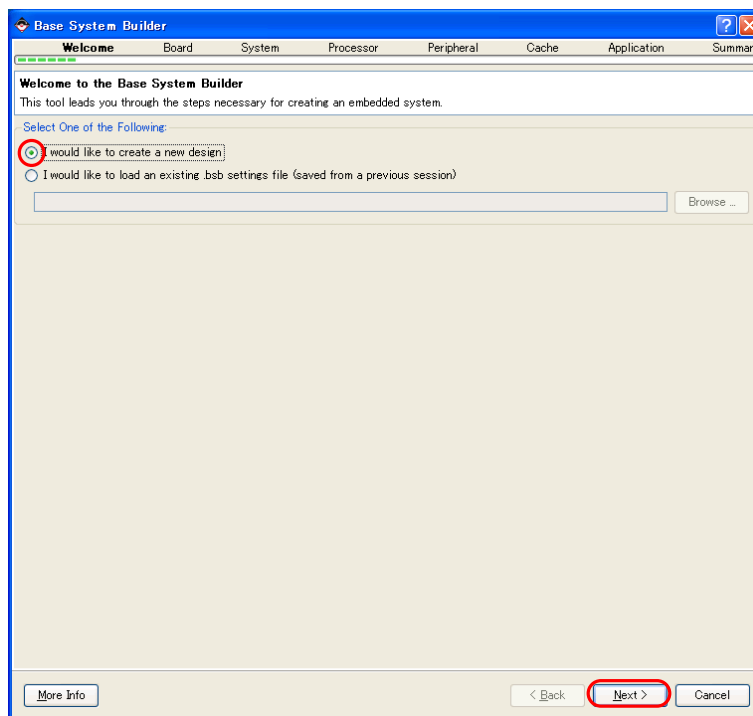 Base System Builder
Welcome Board System Processor Peripheral Cache Application Summar
Welcome to the Base System Builder
This tool leads you through the steps necessary for creating an embedded system.
Select One of the Following:
I would like to create a new design
I would like to load an existing .bsb settings file (saved from a previous session)
Browse ...
More Info < Back Next > Cancel